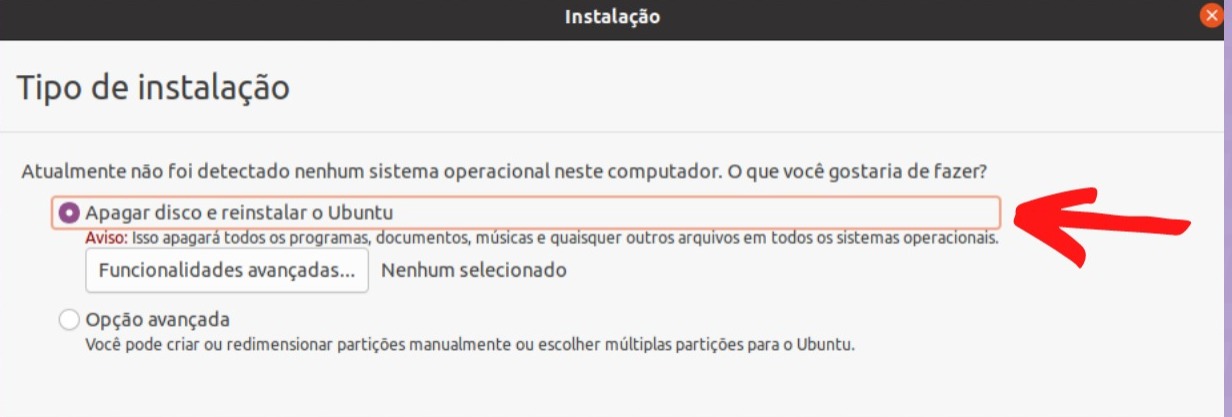 Instalação
Tipo de instalação
Atualmente não foi detectado nenhum sistema operacional neste computador. O que você gostaria de fazer?
Apagar disco e reinstalar o Ubuntu
Aviso: Isso apagará todos os programas, documentos, músicas e quaisquer outros arquivos em todos os sistemas operacionais.
Funcionalidades avançadas... Nenhum selecionado
Opção avançada
Você pode criar ou redimensionar partições manualmente ou escolher múltiplas partições para o Ubuntu.